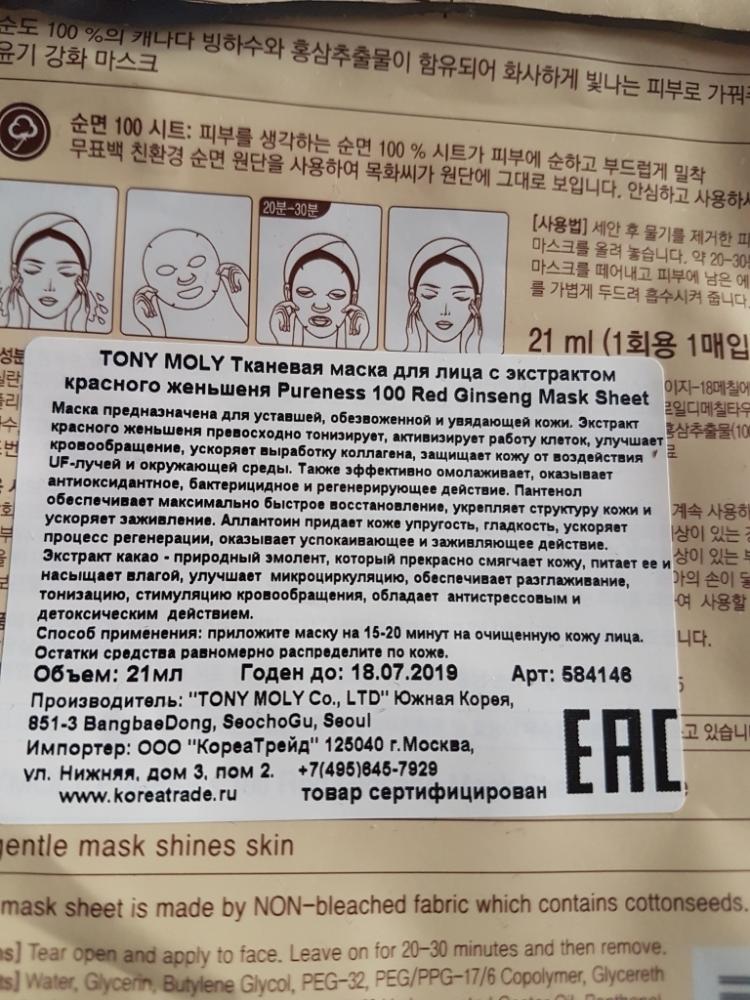 순도 100 %의 캐나다 빙하수와 홍삼추출물이 함유되어 화사하게 빛나는 피부로 가꿔
윤기 강화 마스크
순면 100 시트: 피부를 생각하는 순면 100 % 시트가 피부에 순하고 부드럽게 밀착
무표백 친환경 순면 원단을 사용하여 목화씨가 원단에 그대로 보입니다. 안심하고 사용하
20분-30분
[사용법] 세안 후 물기를 제거한 피
마스크를 올려 놓습니다. 약 20-30
마스크를 떼어내고 피부에 남은 에
를 가볍게 두드려 흡수시켜 줍니다.
21 ml (1회용 1매입
TONY MOLY Тканевая маска для лица с экстрактом
красного женьшеня Pureness 100 Red Ginseng Mask Sheet
Маска предназначена для уставшей, обезвоженной и увядающей кожи. Экстракт
красного женьшеня превосходно тонизирует, активизирует работу клеток, улучшает
кровообращение, ускоряет выработку коллагена, защищает кожу от воздействия
UF-лучей и окружающей среды. Также эффективно омолаживает, оказывает
антиоксидантное, бактерицидное и регенерирующее действие. Пантенол
обеспечивает максимально быстрое восстановление, укрепляет структуру кожи и
ускоряет заживление. Аллантоин придает коже упругость, гладкость, ускоряет
процесс регенерации, оказывает успокаивающее и заживляющее действие.
Экстракт какао - природный эмолент, который прекрасно смягчает кожу, питает ее и
насыщает влагой, улучшает микроциркуляцию, обеспечивает разглаживание,
тонизацию, стимуляцию кровообращения, обладает антистрессовым и
детоксическим действием.
Способ применения: приложите маску на 15-20 минут на очищенную кожу лица.
Остатки средства равномерно распределите по коже.
Объем: 21мл Годен до: 18.07.2019 Арт: 584146
Производитель: "TONY MOLY Co., LTD" Южная Корея,
851-3 BangbaeDong, SeochoGu, Seoul
Импортер: ООО "КореаТрейд" 125040 г.Москва,
ул. Нижняя, дом 3, пом 2. +7(495)645-7929
www.koreatrade.ru товар сертифицирован
EAC
gentle mask shines skin
mask sheet is made by NON-bleached fabric which contains cottonseeds.
ns] Tear open and apply to face. Leave on for 20-30 minutes and then remove.
ts] Water, Glycerin, Butylene Glycol, PEG-32, PEG/PPG-17/6 Copolymer, Glycereth